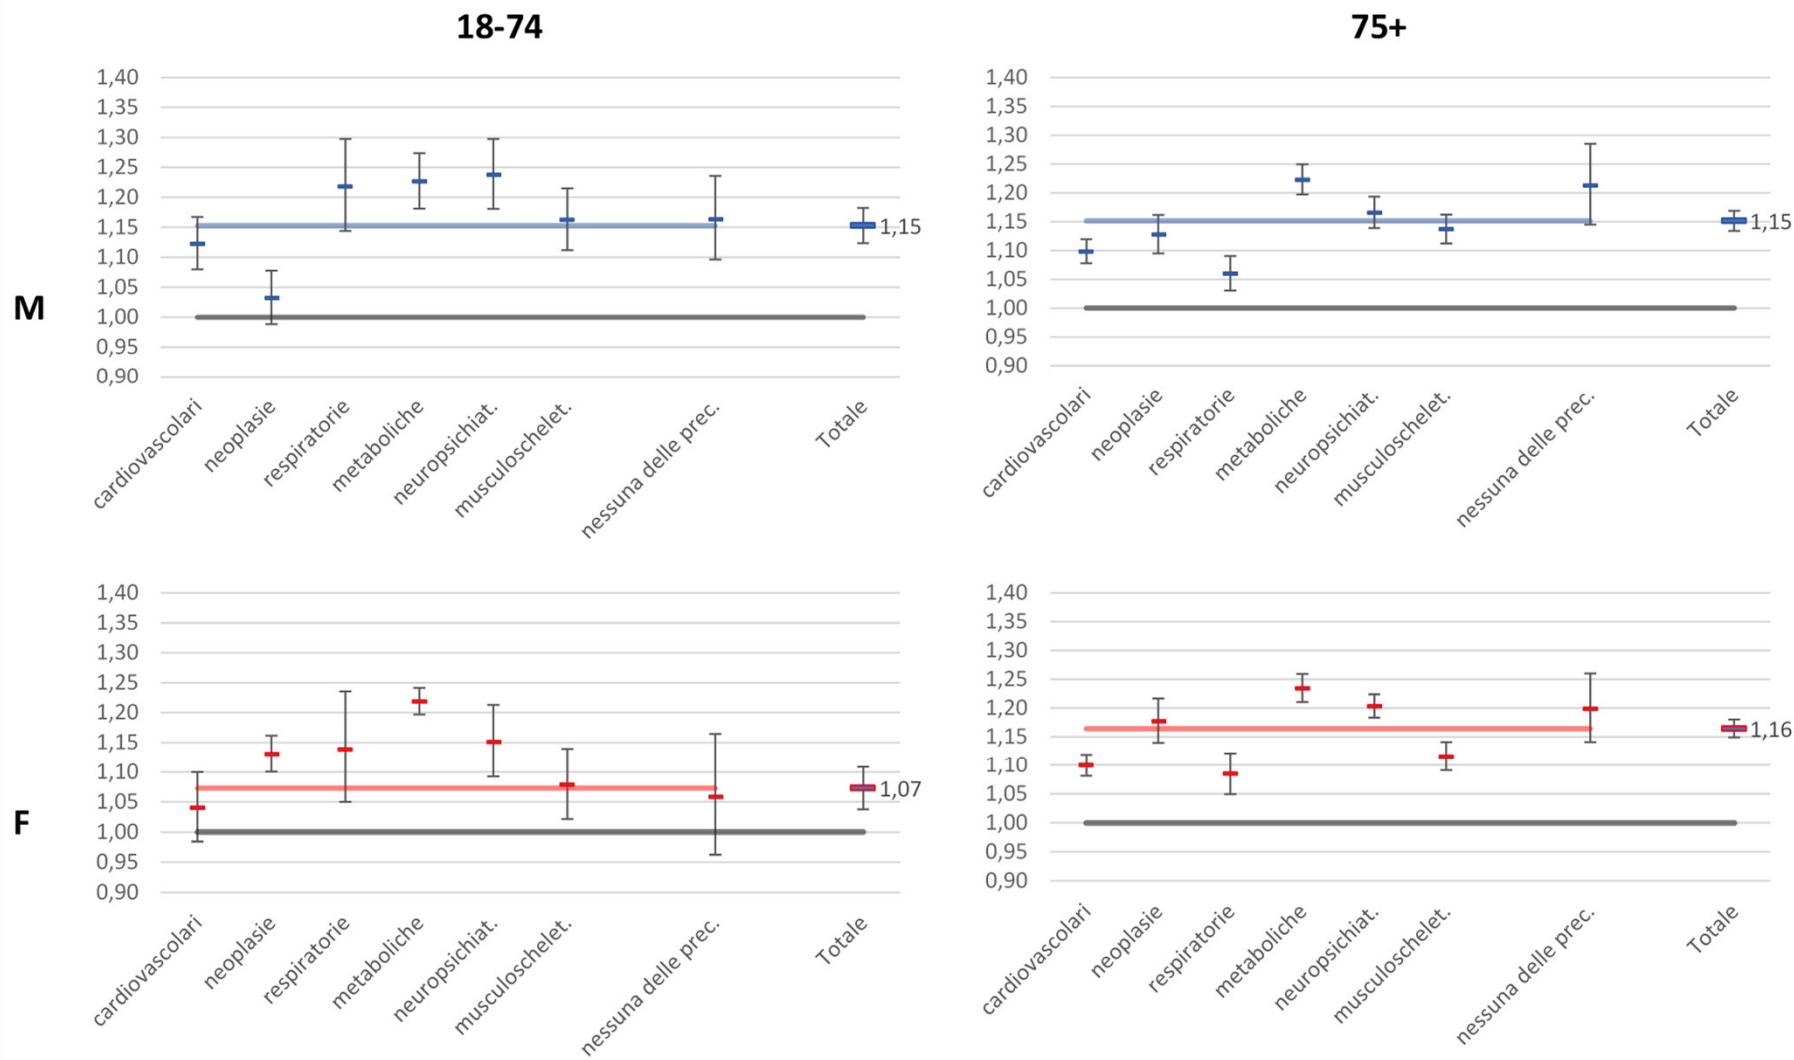 18-74
75+
M
1,40
1,35
1,30
1,25
1,20
1,15
1,10
1,05
1,00
0,95
0,90
1,15
cardiovascolari
neoplasie
respiratorie
metaboliche
neuropsichiat.
musculoschelet.
nessuna delle prec.
Totale
1,40
1,35
1,30
1,25
1,20
1,15
1,10
1,05
1,00
0,95
0,90
1,15
cardiovascolari
neoplasie
respiratorie
metaboliche
neuropsichiat.
musculoschelet.
nessuna delle prec.
Totale
F
1,40
1,35
1,30
1,25
1,20
1,15
1,10
1,05
1,00
0,95
0,90
1,07
cardiovascolari
neoplasie
respiratorie
metaboliche
neuropsichiat.
musculoschelet.
nessuna delle prec.
Totale
1,40
1,35
1,30
1,25
1,20
1,15
1,10
1,05
1,00
0,95
0,90
1,16
cardiovascolari
neoplasie
respiratorie
metaboliche
neuropsichiat.
musculoschelet.
nessuna delle prec.
Totale